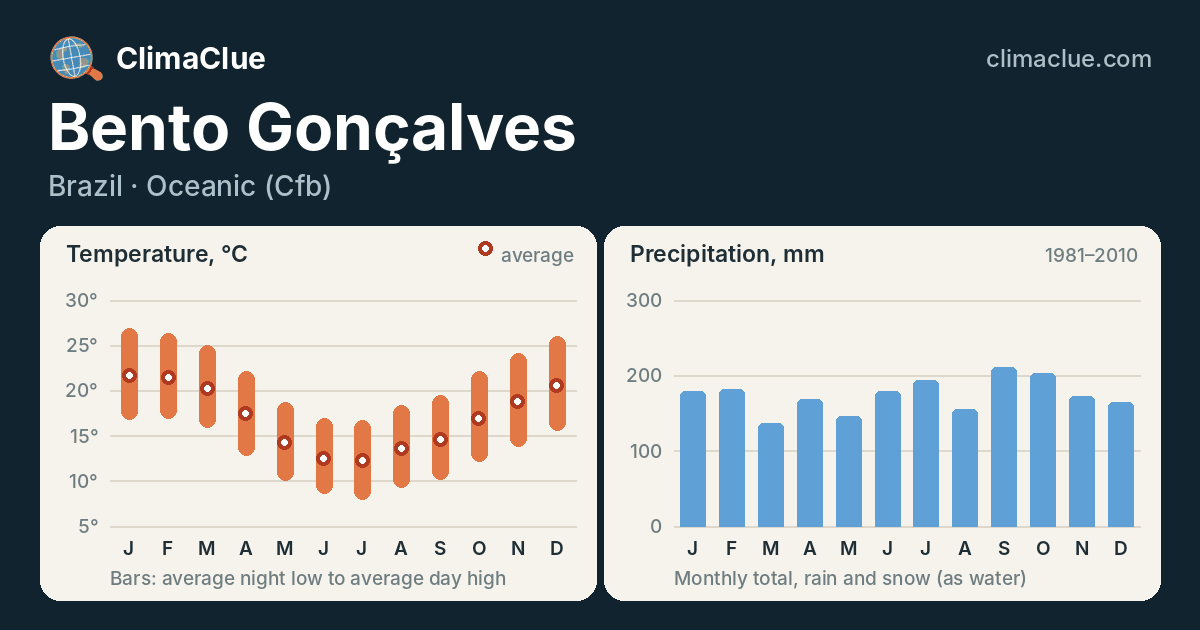 ClimaClue
climaclue.com
Bento Gonçalves
Brazil · Oceanic (Cfb)
Temperature, °C
average
30°
25°
20°
15°
10°
5°
J F M A M J J A S O N D
Bars: average night low to average day high
Precipitation, mm
1981–2010
300
200
100
0
J F M A M J J A S O N D
Monthly total, rain and snow (as water)